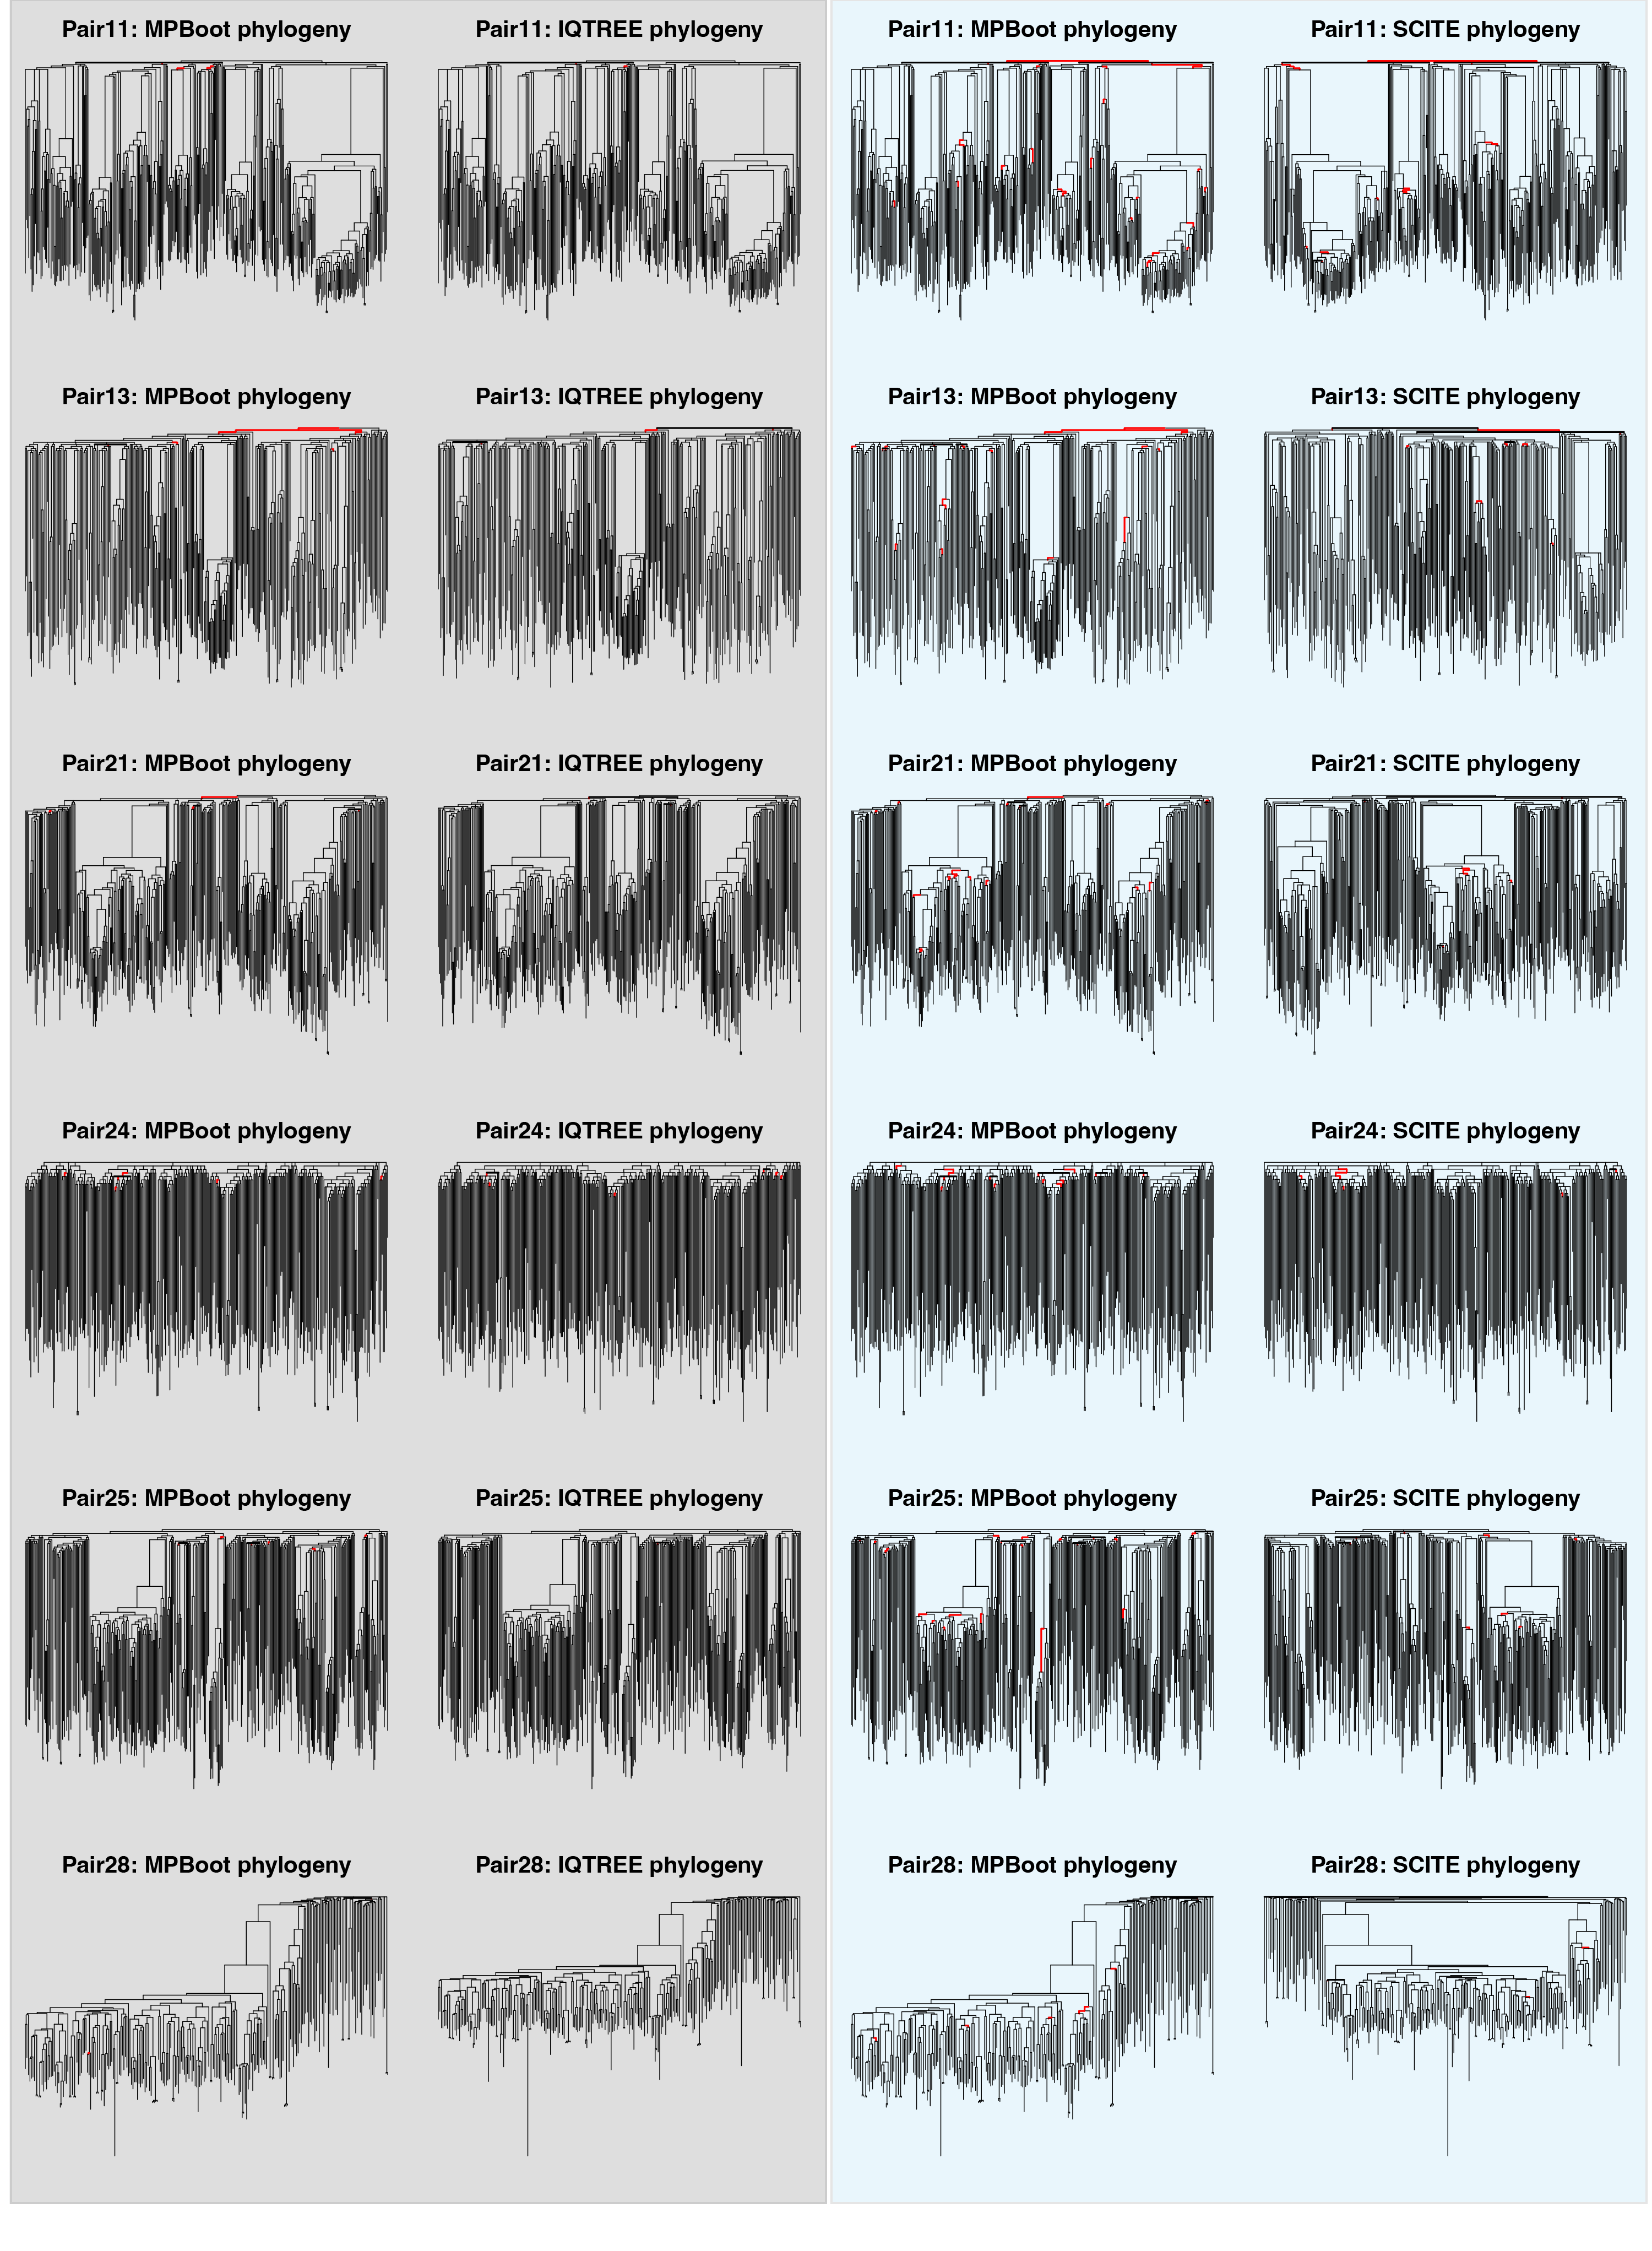 Pair11: MPBoot phylogeny
Pair11: IQTREE phylogeny
Pair11: MPBoot phylogeny
Pair11: SCITE phylogeny
Pair13: MPBoot phylogeny
Pair13: IQTREE phylogeny
Pair13: MPBoot phylogeny
Pair13: SCITE phylogeny
Pair21: MPBoot phylogeny
Pair21: IQTREE phylogeny
Pair21: MPBoot phylogeny
Pair21: SCITE phylogeny
Pair24: MPBoot phylogeny
Pair24: IQTREE phylogeny
Pair24: MPBoot phylogeny
Pair24: SCITE phylogeny
Pair25: MPBoot phylogeny
Pair25: IQTREE phylogeny
Pair25: MPBoot phylogeny
Pair25: SCITE phylogeny
Pair28: MPBoot phylogeny
Pair28: IQTREE phylogeny
Pair28: MPBoot phylogeny
Pair28: SCITE phylogeny